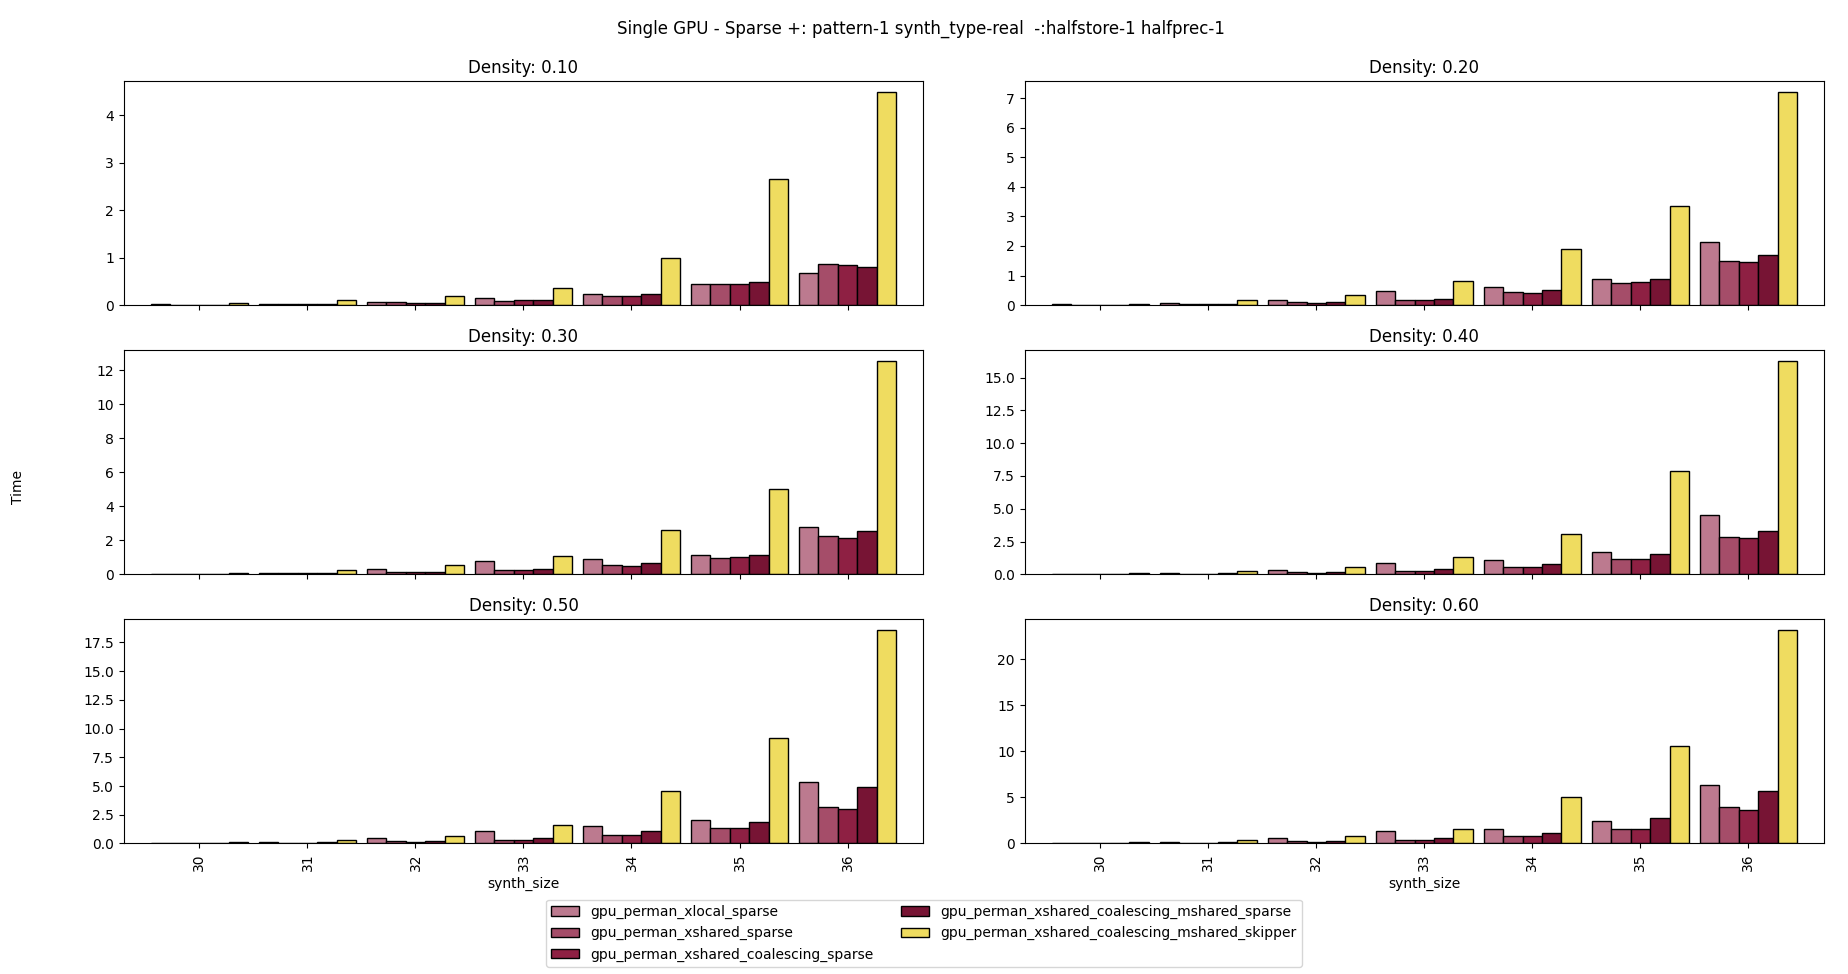 Single GPU - Sparse +: pattern-1 synth_type-real  -:halfstore-1 halfprec-1
Density: 0.10
4
3
2
1
0
Density: 0.20
7
6
5
4
3
2
1
0
Density: 0.30
12
10
8
6
4
2
0
Density: 0.40
15.0
12.5
10.0
7.5
5.0
2.5
0.0
Time
Density: 0.50
17.5
15.0
12.5
10.0
7.5
5.0
2.5
0.0
30 31 32 33 34 35 36
synth_size
Density: 0.60
20
15
10
5
0
30 31 32 33 34 35 36
synth_size
gpu_perman_xlocal_sparse
gpu_perman_xshared_sparse
gpu_perman_xshared_coalescing_sparse
gpu_perman_xshared_coalescing_mshared_sparse
gpu_perman_xshared_coalescing_mshared_skipper